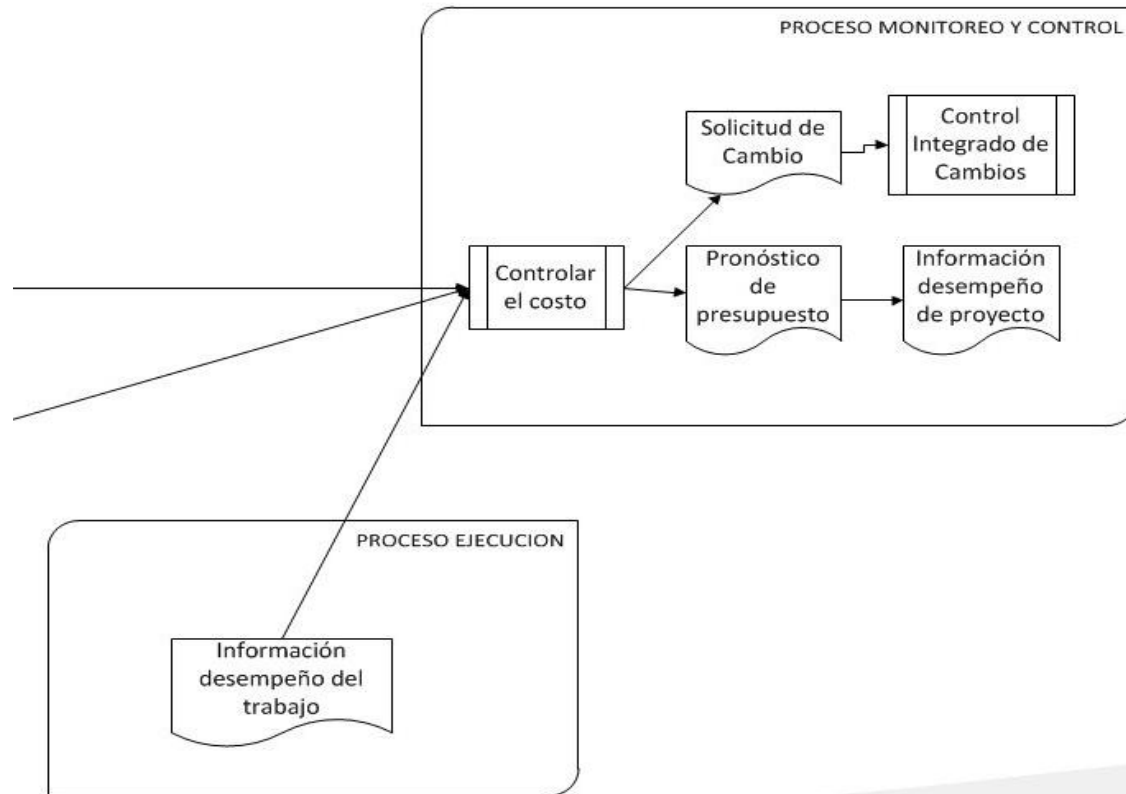 PROCESO MONITOREO Y CONTROL
Solicitud de
Cambio
Control
Integrado de
Cambios
Controlar
el costo
Pronóstico
de
presupuesto
Información
desempeño
de proyecto
PROCESO EJECUCION
Información
desempeño del
trabajo